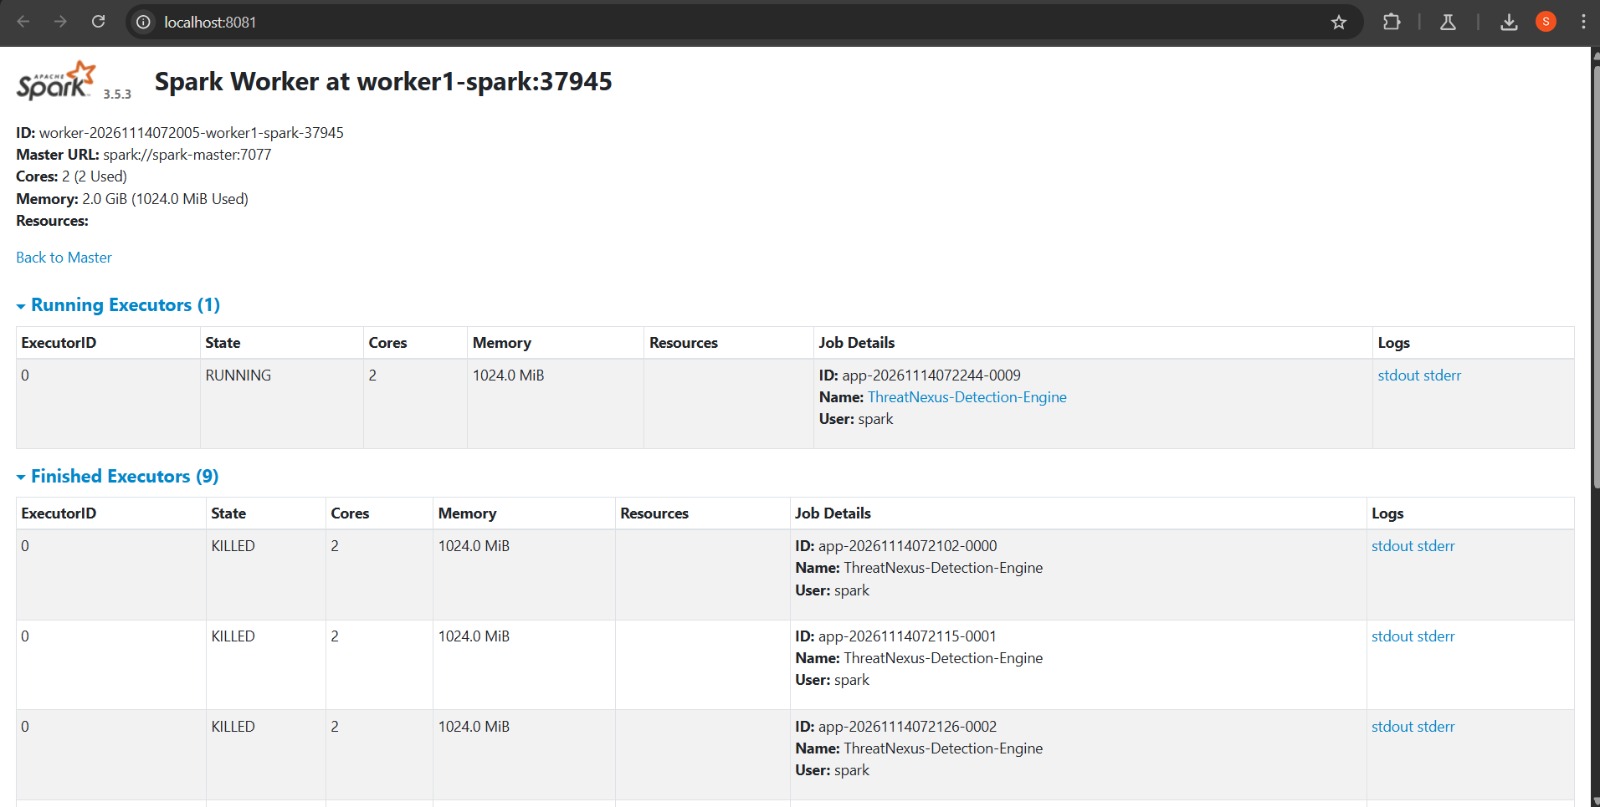 localhost:8081
S
APACHE
Spark 3.5.3 Spark Worker at worker1-spark:37945
ID: worker-20261114072005-worker1-spark-37945
Master URL: spark://spark-master:7077
Cores: 2 (2 Used)
Memory: 2.0 GiB (1024.0 MiB Used)
Resources:
Back to Master
Running Executors (1)
ExecutorID State Cores Memory Resources Job Details Logs
0 RUNNING 2 1024.0 MiB ID: app-20261114072244-0009 stdout stderr
Name: ThreatNexus-Detection-Engine
User: spark
Finished Executors (9)
ExecutorID State Cores Memory Resources Job Details Logs
0 KILLED 2 1024.0 MiB ID: app-20261114072102-0000 stdout stderr
Name: ThreatNexus-Detection-Engine
User: spark
0 KILLED 2 1024.0 MiB ID: app-20261114072115-0001 stdout stderr
Name: ThreatNexus-Detection-Engine
User: spark
0 KILLED 2 1024.0 MiB ID: app-20261114072126-0002 stdout stderr
Name: ThreatNexus-Detection-Engine
User: spark